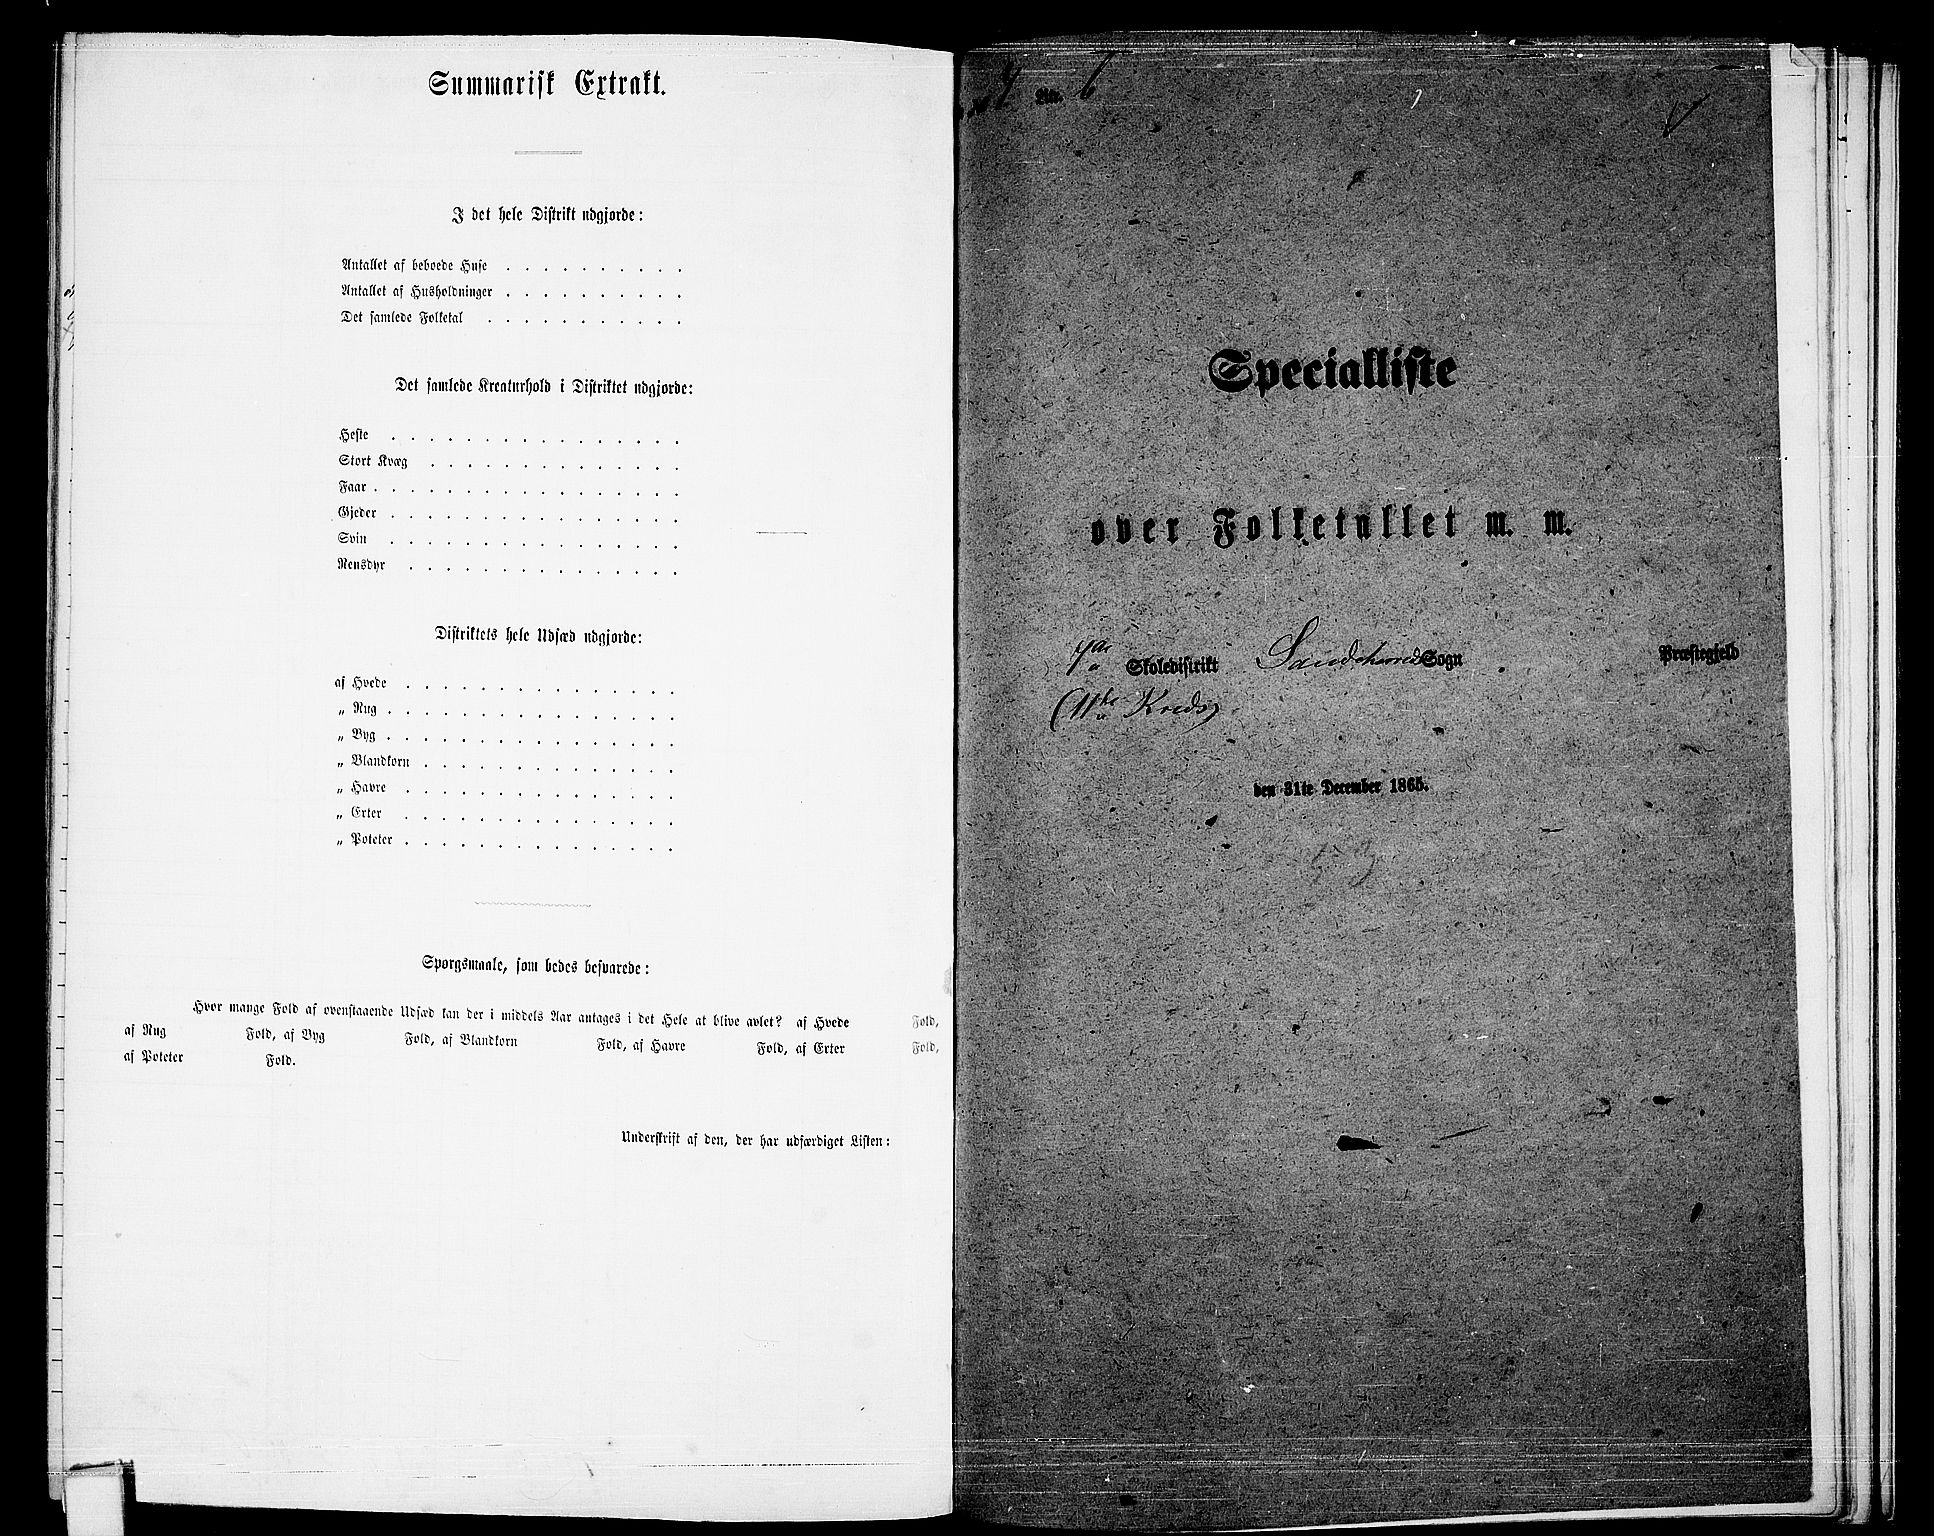 Summarisk Extrakt.
I det hele Distrikt udgjorde:
Antallet af beboede Huse . . . . . . . . . .
Antallet af Husholdninger . . . . . . . . . .
Det samlede Folketal . . . . . . . . . . .
Det samlede Kreaturhold i Distriktet udgjorde:
Heste . . . . . . . . . . . . . . . .
Stort Kvæg . . . . . . . . . . . . . .
Faar . . . . . . . . . . . . . . . . .
Gjeder . . . . . . . . . . . . . . . .
Svin . . . . . . . . . . . . . . . .
Rensdyr . . . . . . . . . . . . . . .
Distriktets hele Udsæd udgjorde:
af Hvede . . . . . . . . . . . . . . .
„ Rug . . . . . . . . . . . . . . . .
„ Byg . . . . . . . . . . . . . . . .
„ Blandkorn . . . . . . . . . . . . . .
„ Havre . . . . . . . . . . . . . . .
„ Erter . . . . . . . . . . . . . . .
„ Poteter . . . . . . . . . . . . . . .
Spørgsmaale, som bedes besvarede:
Hvor mange Fold af ovenstaaende Udsæd kan der i middels Aar antages i det Hele at blive avlet? af Hvede Fold,
af Rug Fold, af Byg Fold, af Blandkorn Fold, af Havre Fold, af Erter Fold,
af Poteter Fold.
Underskrift af den, der har udfærdiget Listen:
Litr. 6
Specialliste
over Folketallet m. m.
Skoledistrikt Sandeherred Sogn Præstegjeld
(11te Kreds)
den 31te December 1865.